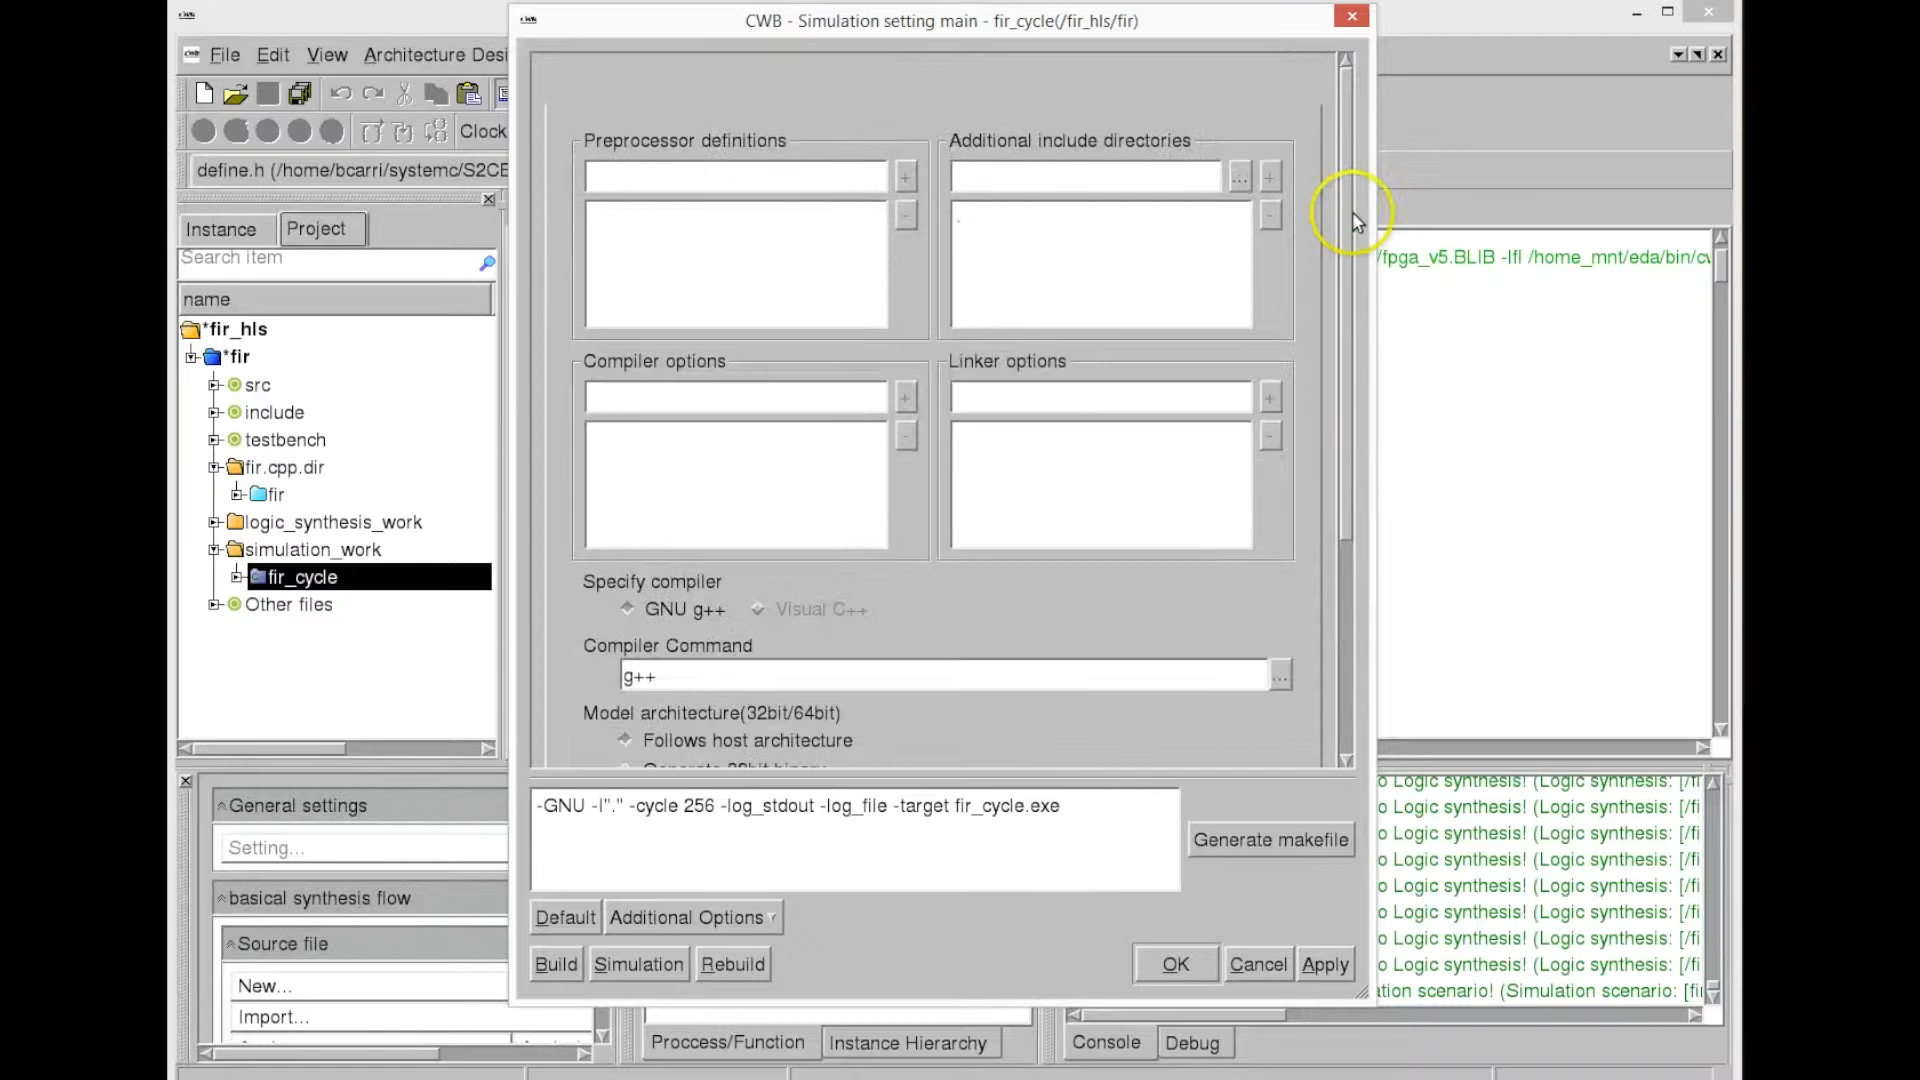 CWB - Simulation setting main - fir_cycle(/fir_hls/fir)
File Edit View Architecture Desi
Clock
define.h (/home/bcarri/systemc/S2CE
Instance Project
Search item
name
*fir_hls
*fir
src
include
testbench
fir.cpp.dir
fir
logic_synthesis_work
simulation_work
fir_cycle
Other files
General settings
Setting...
basical synthesis flow
Source file
New...
Import...
Preprocessor definitions
+
-
Additional include directories
... +
.
-
Compiler options
+
-
Linker options
+
-
Specify compiler
GNU g++ Visual C++
Compiler Command
g++ ...
Model architecture(32bit/64bit)
Follows host architecture
Generate 32bit binary
-GNU -I"." -cycle 256 -log_stdout -log_file -target fir_cycle.exe
Generate makefile
Default Additional Options
Build Simulation Rebuild OK Cancel Apply
/fpga_v5.BLIB -lfl /home_mnt/eda/bin/cv
o Logic synthesis! (Logic synthesis: [/fi
o Logic synthesis! (Logic synthesis: [/fi
o Logic synthesis! (Logic synthesis: [/fi
o Logic synthesis! (Logic synthesis: [/fi
o Logic synthesis! (Logic synthesis: [/fi
o Logic synthesis! (Logic synthesis: [/fi
o Logic synthesis! (Logic synthesis: [/fi
o Logic synthesis! (Logic synthesis: [/fi
ation scenario! (Simulation scenario: [fi
Proccess/Function Instance Hierarchy
Console Debug